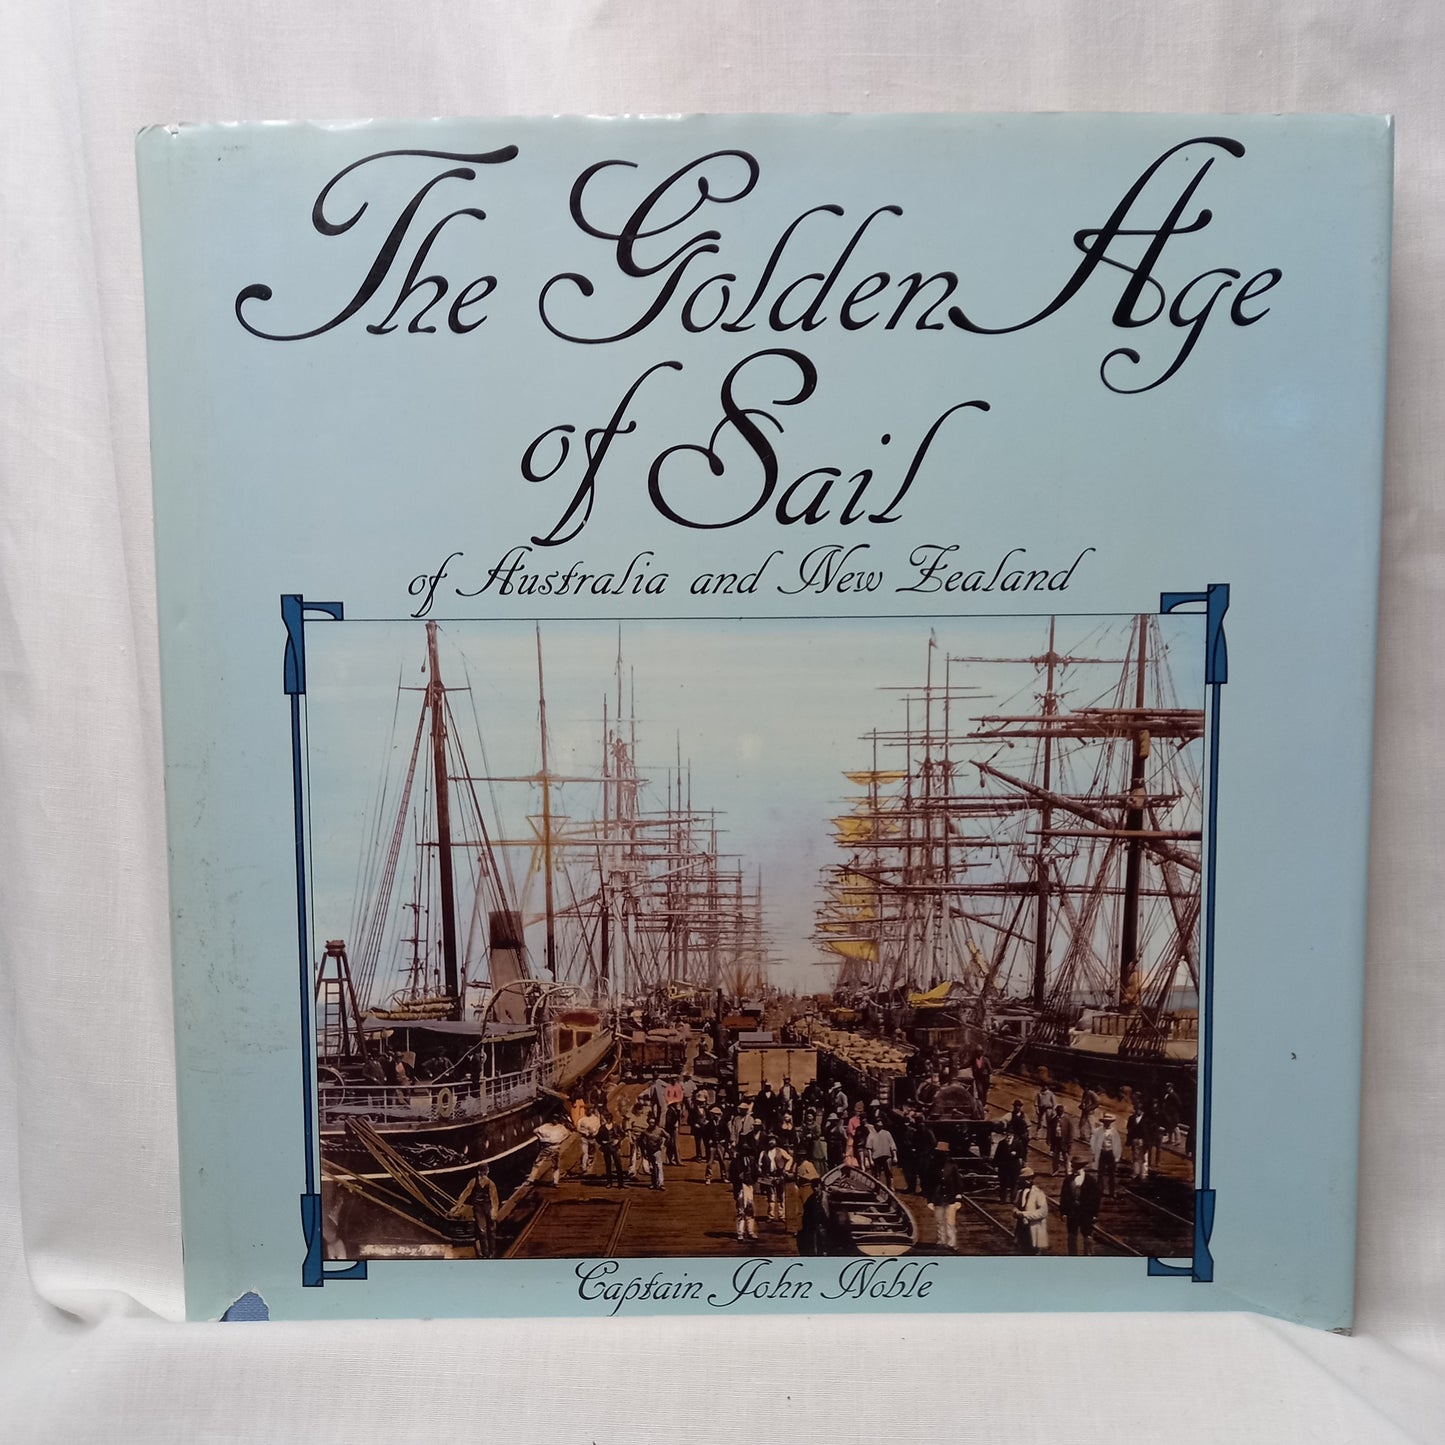 The Golden Age
of Sail
of Australia and New Zealand
Captain John Noble